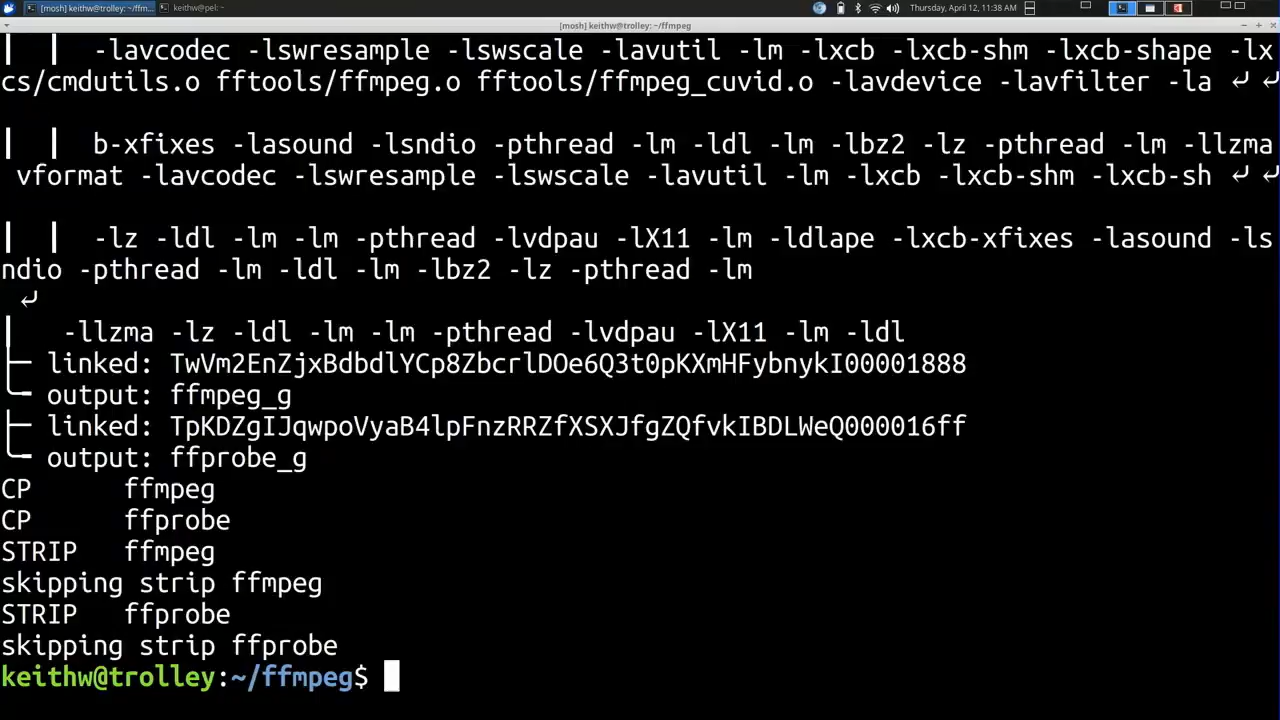 [mosh] keithw@trolley: ~/ffm...
keithw@pel: ~
Thursday, April 12, 11:38 AM
[mosh] keithw@trolley: ~/ffmpeg
│  │  -lavcodec -lswresample -lswscale -lavutil -lm -lxcb -lxcb-shm -lxcb-shape -lx
cs/cmdutils.o fftools/ffmpeg.o fftools/ffmpeg_cuvid.o -lavdevice -lavfilter -la ⤶ ⤶
│  │  b-xfixes -lasound -lsndio -pthread -lm -ldl -lm -lbz2 -lz -pthread -lm -llzma
vformat -lavcodec -lswresample -lswscale -lavutil -lm -lxcb -lxcb-shm -lxcb-sh ⤶ ⤶
│  │  -lz -ldl -lm -lm -pthread -lvdpau -lX11 -lm -ldlape -lxcb-xfixes -lasound -ls
ndio -pthread -lm -ldl -lm -lbz2 -lz -pthread -lm
⤶
│   -llzma -lz -ldl -lm -lm -pthread -lvdpau -lX11 -lm -ldl
├─ linked: TwVm2EnZjxBdbdlYCp8ZbcrlDOe6Q3t0pKXmHFybnykI00001888
╰─ output: ffmpeg_g
├─ linked: TpKDZgIJqwpoVyaB4lpFnzRRZfXSXJfgZQfvkIBDLWeQ000016ff
╰─ output: ffprobe_g
CP      ffmpeg
CP      ffprobe
STRIP   ffmpeg
skipping strip ffmpeg
STRIP   ffprobe
skipping strip ffprobe
keithw@trolley:~/ffmpeg$